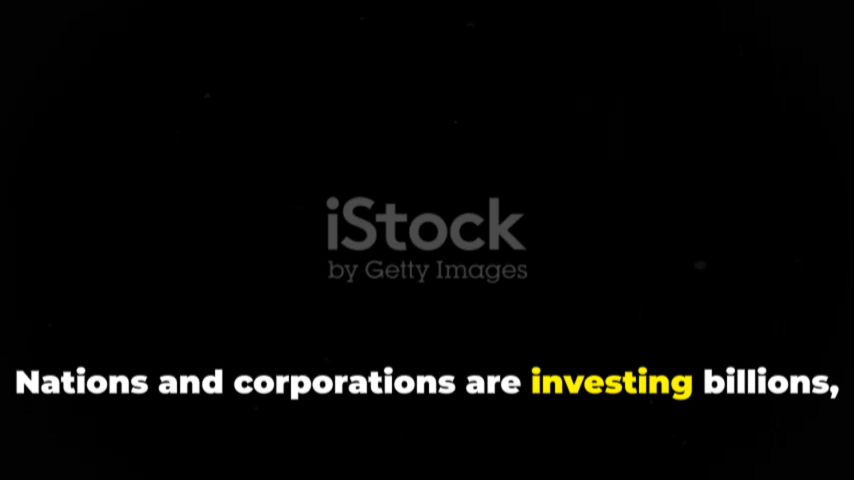 iStock
by Getty Images
Nations and corporations are investing billions,